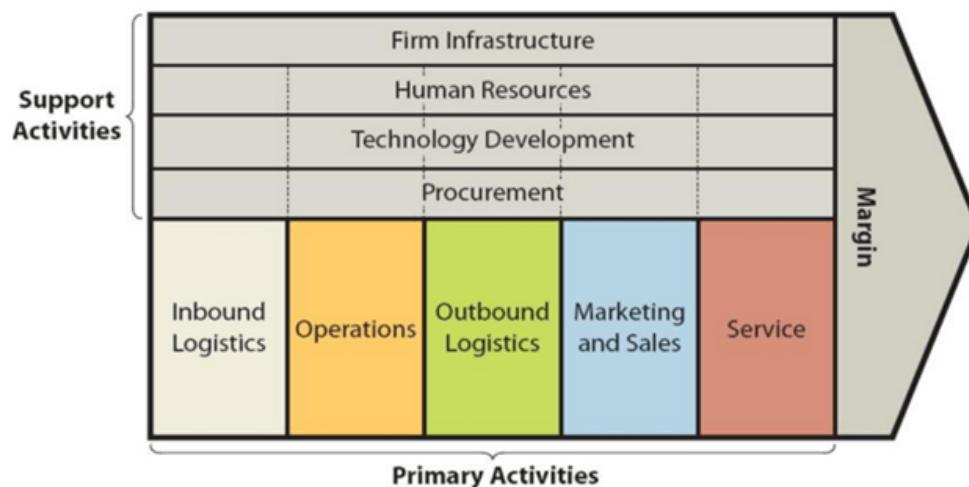 Firm Infrastructure
Human Resources
Technology Development
Procurement
Support
Activities
Inbound
Logistics
Operations
Outbound
Logistics
Marketing
and Sales
Service
Margin
Primary Activities